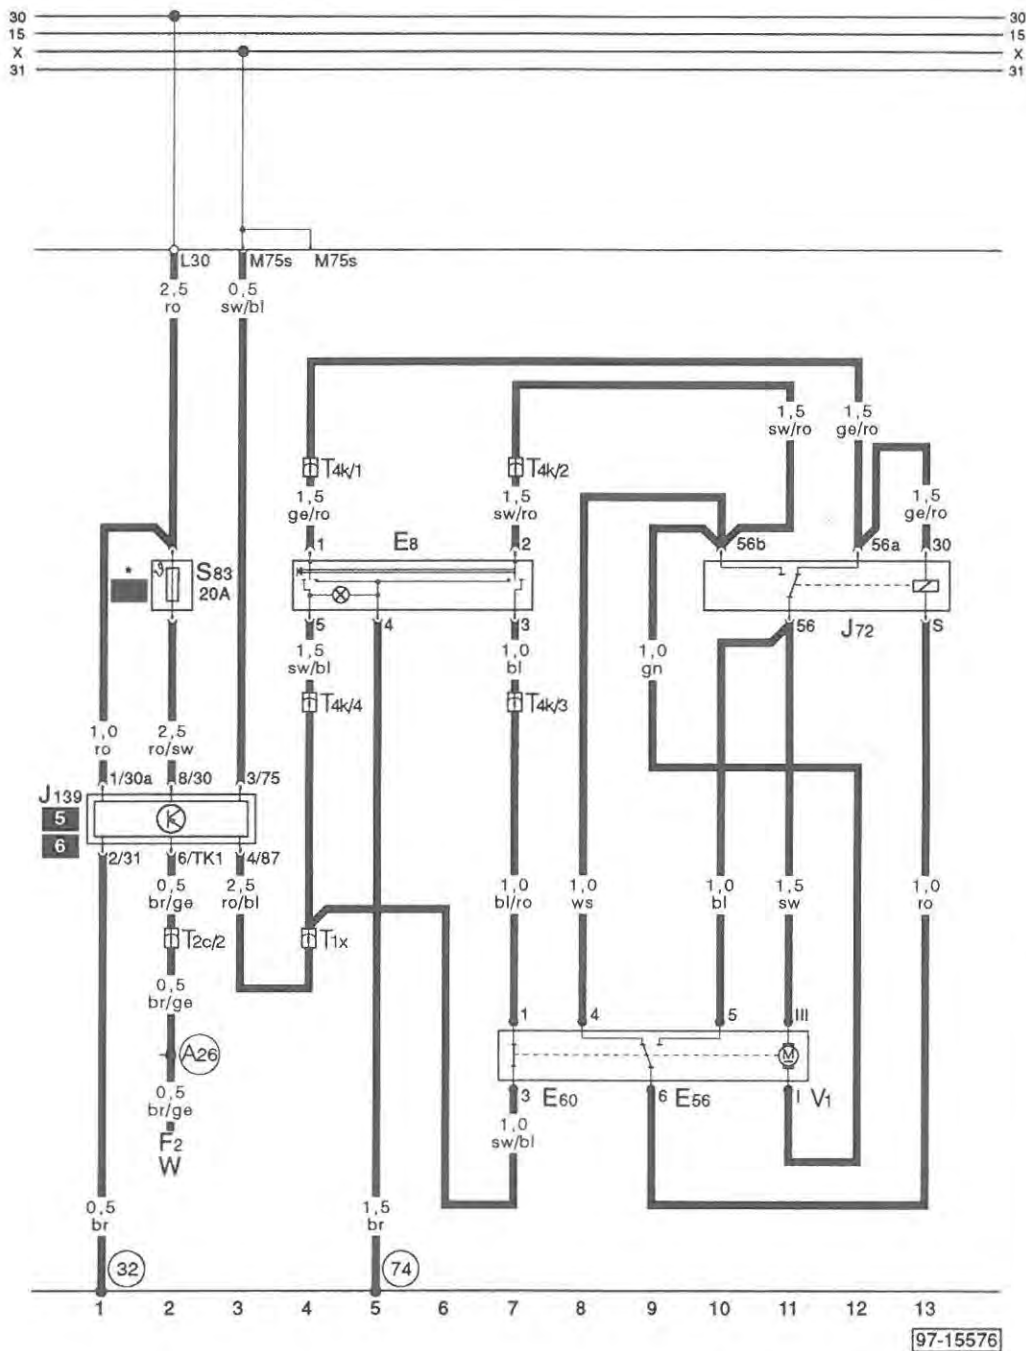 30 30
15 15
X X
31 31
L30 M75s M75s
2,5 0,5
ro sw/bl
1,5 1,5
sw/ro ge/ro
T4k/1 T4k/2
1,5 1,5 1,5
ge/ro sw/ro ge/ro
1 E8 2 56b 56a 30
* S83
20A
5 4 3 56 J72 S
1,5 1,0 1,0
sw/bl bl gn
T4k/4 T4k/3
1,0 2,5
ro ro/sw
1/30a 8/30 3/75
J139
5
6
2/31 6/TK1 4/87
0,5 2,5 1,0 1,0 1,0 1,5 1,0
br/ge ro/bl bl/ro ws bl sw ro
T2c/2 T1x
0,5
br/ge
1 4 5 III
A26 M
0,5
br/ge
3 E60 6 E56 I V1
F2 1,0
W sw/bl
0,5 1,5
br br
32 74
1 2 3 4 5 6 7 8 9 10 11 12 13
97-15576